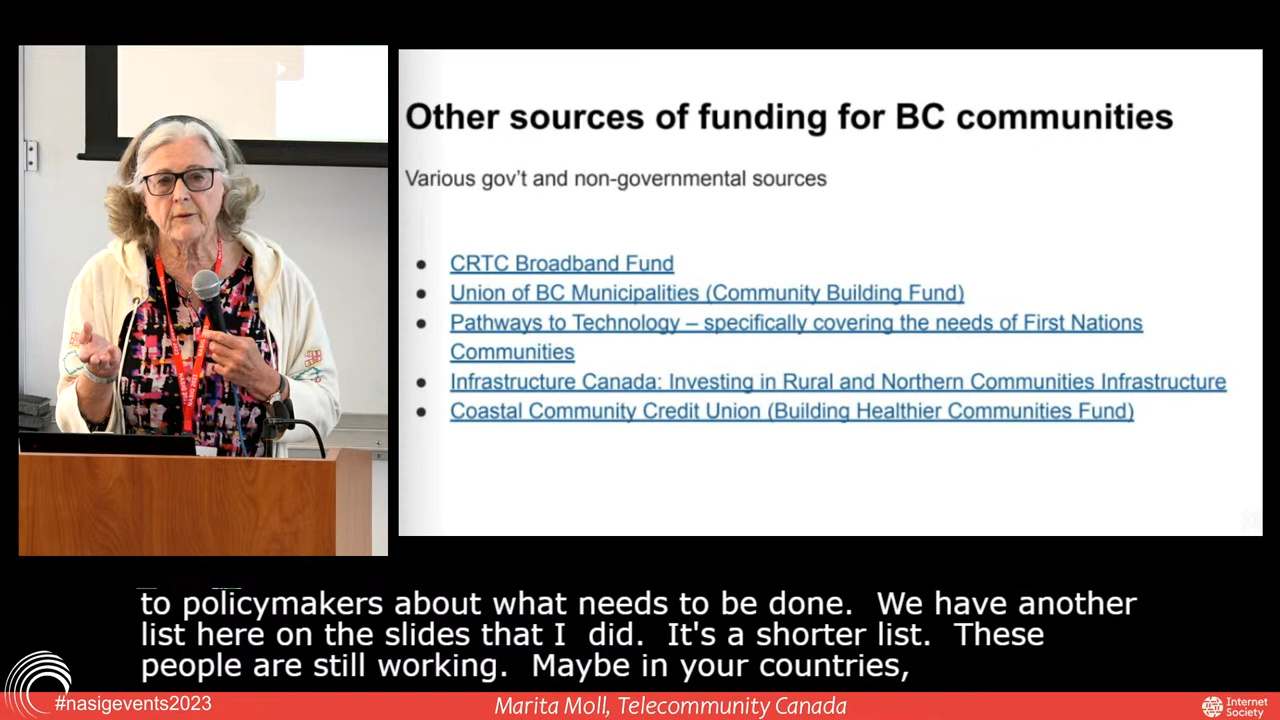 Other sources of funding for BC communities
Various gov't and non-governmental sources
● CRTC Broadband Fund
● Union of BC Municipalities (Community Building Fund)
● Pathways to Technology – specifically covering the needs of First Nations
Communities
● Infrastructure Canada: Investing in Rural and Northern Communities Infrastructure
● Coastal Community Credit Union (Building Healthier Communities Fund)
to policymakers about what needs to be done.  We have another
list here on the slides that I  did.  It's a shorter list.  These
people are still working.  Maybe in your countries,
#nasigevents2023
Marita Moll, Telecommunity Canada
Internet
Society